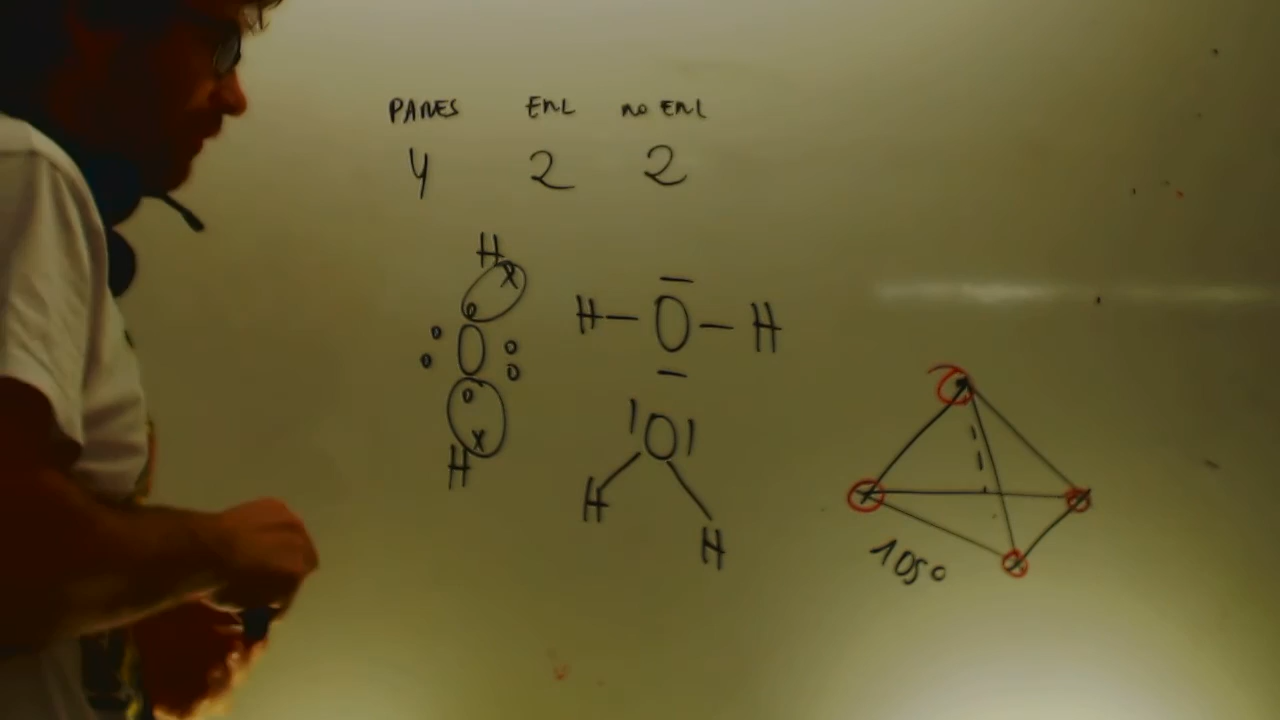 PARES ENL no ENL
4 2 2
H
x
O
x
H
H — O — H
O
H
H
105°